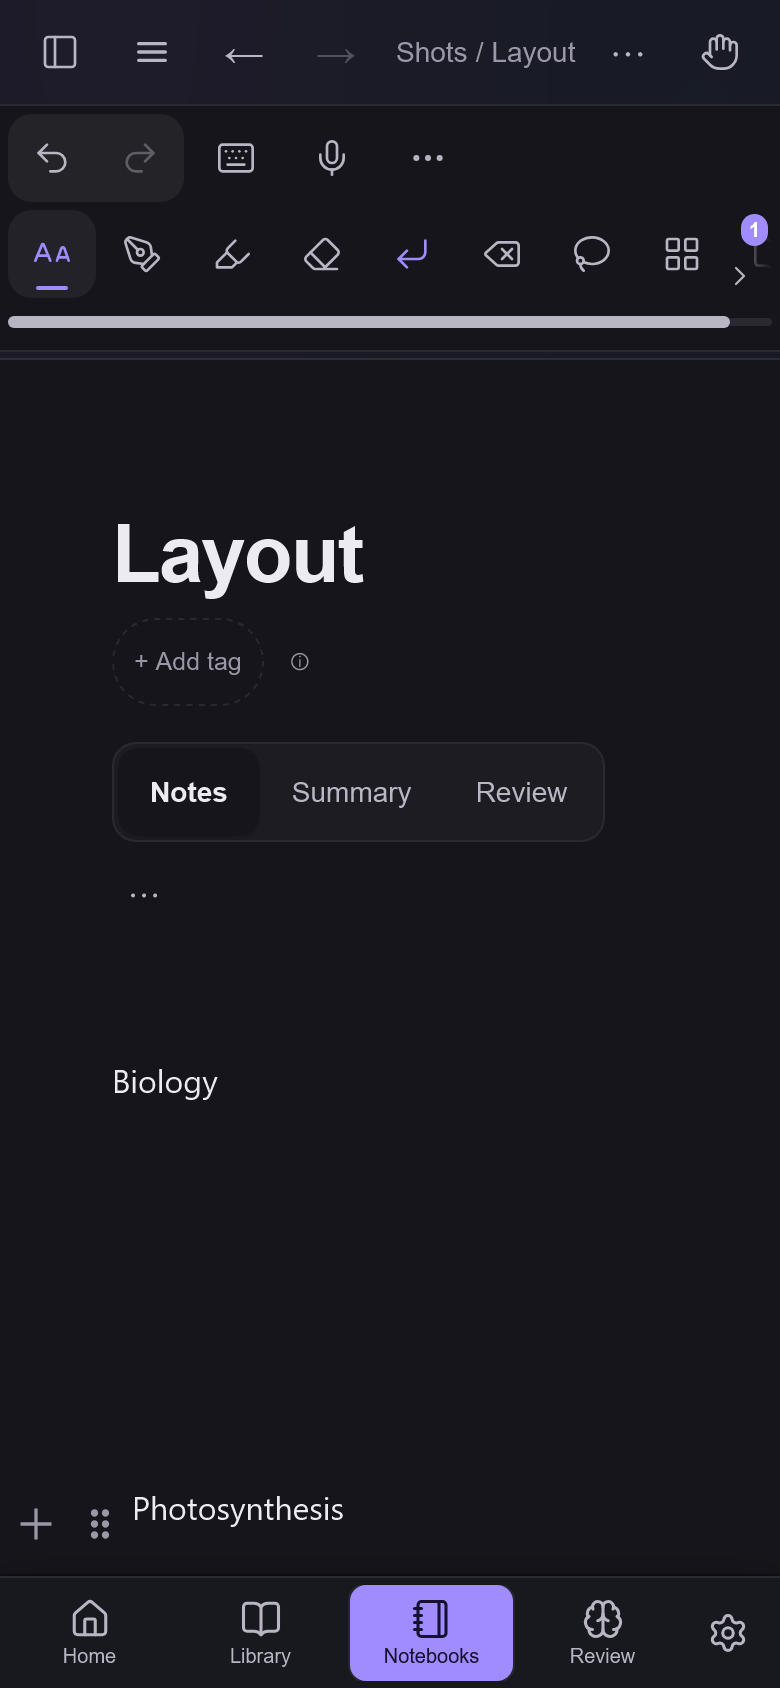 Shots / Layout
1
Layout
+ Add tag
Notes
Summary
Review
Biology
Photosynthesis
Home
Library
Notebooks
Review